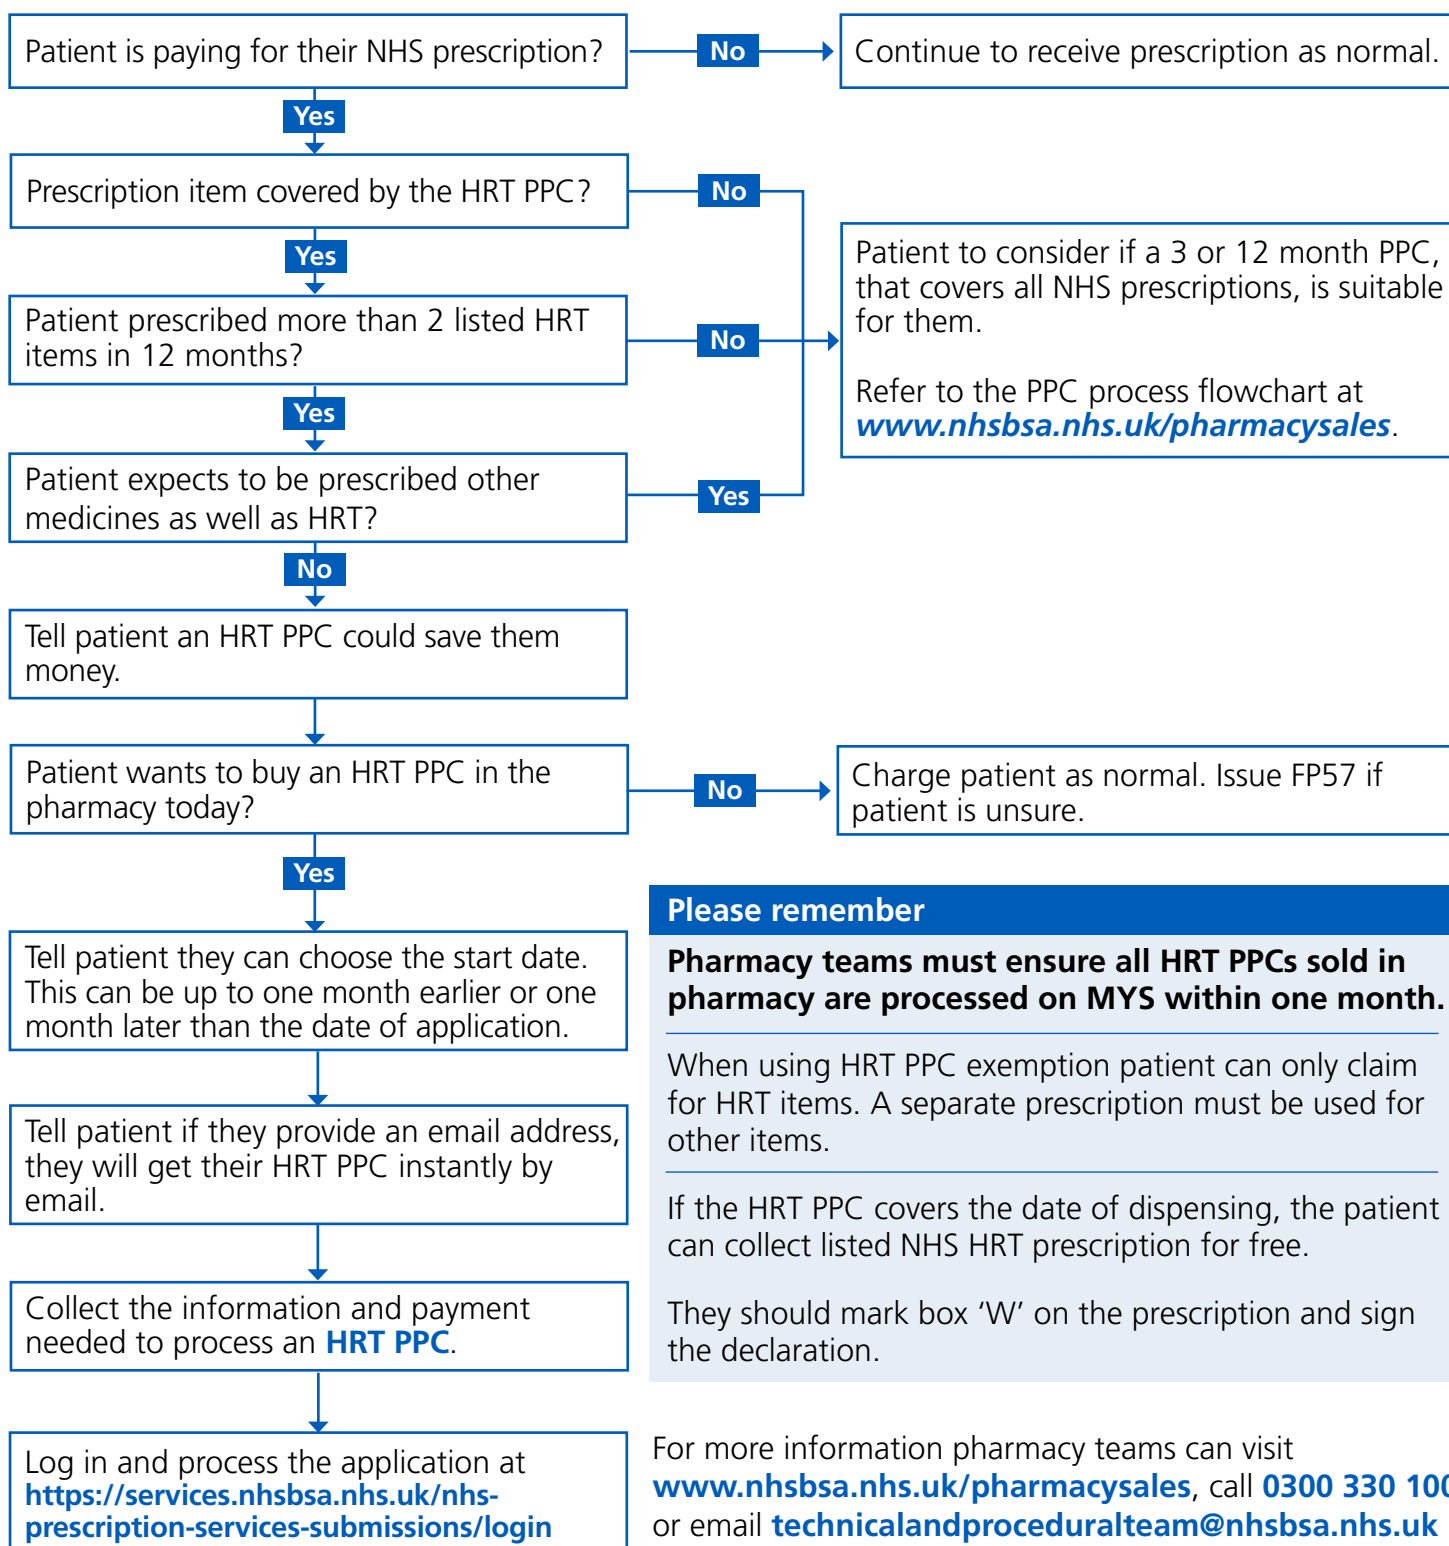 Patient is paying for their NHS prescription?
No
Continue to receive prescription as normal.
Yes
Prescription item covered by the HRT PPC?
No
Yes
Patient prescribed more than 2 listed HRT
items in 12 months?
No
Patient to consider if a 3 or 12 month PPC,
that covers all NHS prescriptions, is suitable
for them.
Refer to the PPC process flowchart at
www.nhsbsa.nhs.uk/pharmacysales.
Yes
Patient expects to be prescribed other
medicines as well as HRT?
Yes
No
Tell patient an HRT PPC could save them
money.
Patient wants to buy an HRT PPC in the
pharmacy today?
No
Charge patient as normal. Issue FP57 if
patient is unsure.
Yes
Tell patient they can choose the start date.
This can be up to one month earlier or one
month later than the date of application.
Tell patient if they provide an email address,
they will get their HRT PPC instantly by
email.
Collect the information and payment
needed to process an HRT PPC.
Log in and process the application at
https://services.nhsbsa.nhs.uk/nhs-
prescription-services-submissions/login
Please remember
Pharmacy teams must ensure all HRT PPCs sold in
pharmacy are processed on MYS within one month.
When using HRT PPC exemption patient can only claim
for HRT items. A separate prescription must be used for
other items.
If the HRT PPC covers the date of dispensing, the patient
can collect listed NHS HRT prescription for free.
They should mark box ‘W’ on the prescription and sign
the declaration.
For more information pharmacy teams can visit
www.nhsbsa.nhs.uk/pharmacysales, call 0300 330 100
or email technicalandproceduralteam@nhsbsa.nhs.uk